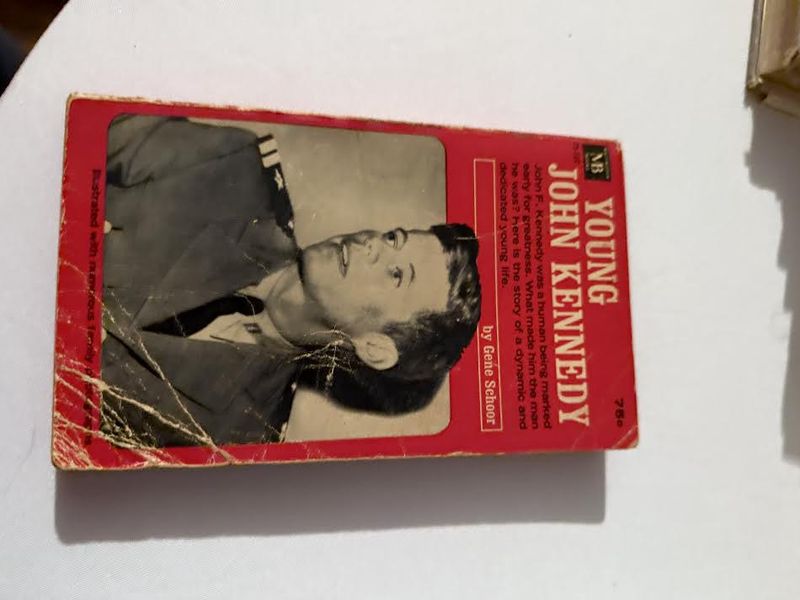 MB
75¢
YOUNG
JOHN KENNEDY
John F. Kennedy was a human being marked
early for greatness. What made him the man
he was? Here is the story of a dynamic and
dedicated young life.
by Gene Schoor
Illustrated with numerous family